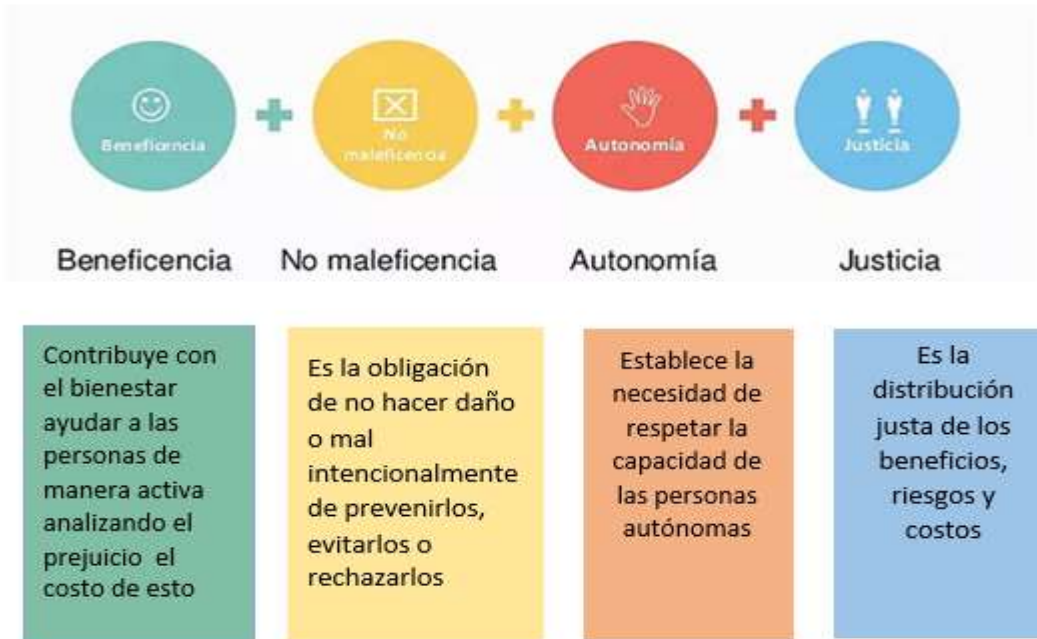 Beneficencia
No
maleficencia
Autonomía
Justicia
Beneficencia
No maleficencia
Autonomía
Justicia
Contribuye con
el bienestar
ayudar a las
personas de
manera activa
analizando el
prejuicio el
costo de esto
Es la obligación
de no hacer daño
o mal
intencionalmente
de prevenirlos,
evitarlos o
rechazarlos
Establece la
necesidad de
respetar la
capacidad de
las personas
autónomas
Es la
distribución
justa de los
beneficios,
riesgos y
costos